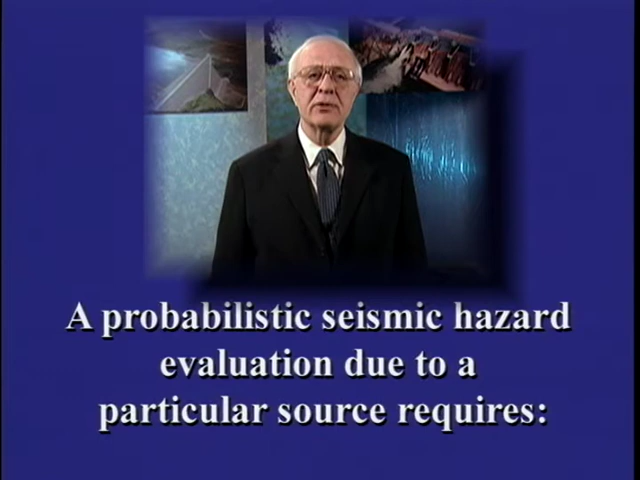 A probabilistic seismic hazard
evaluation due to a
particular source requires: